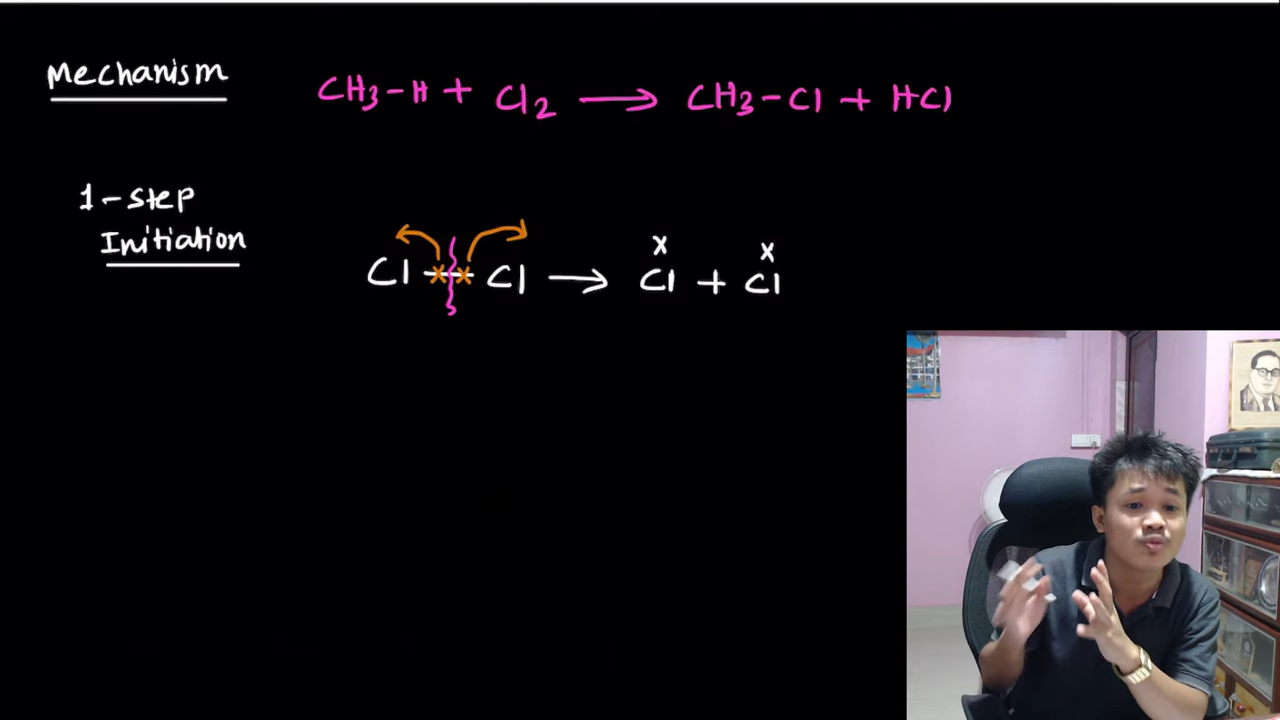 Mechanism
CH3-H + Cl2 → CH3-Cl + HCl
1-step
Initiation
Cl-x-x-Cl → Cl + Cl
x x